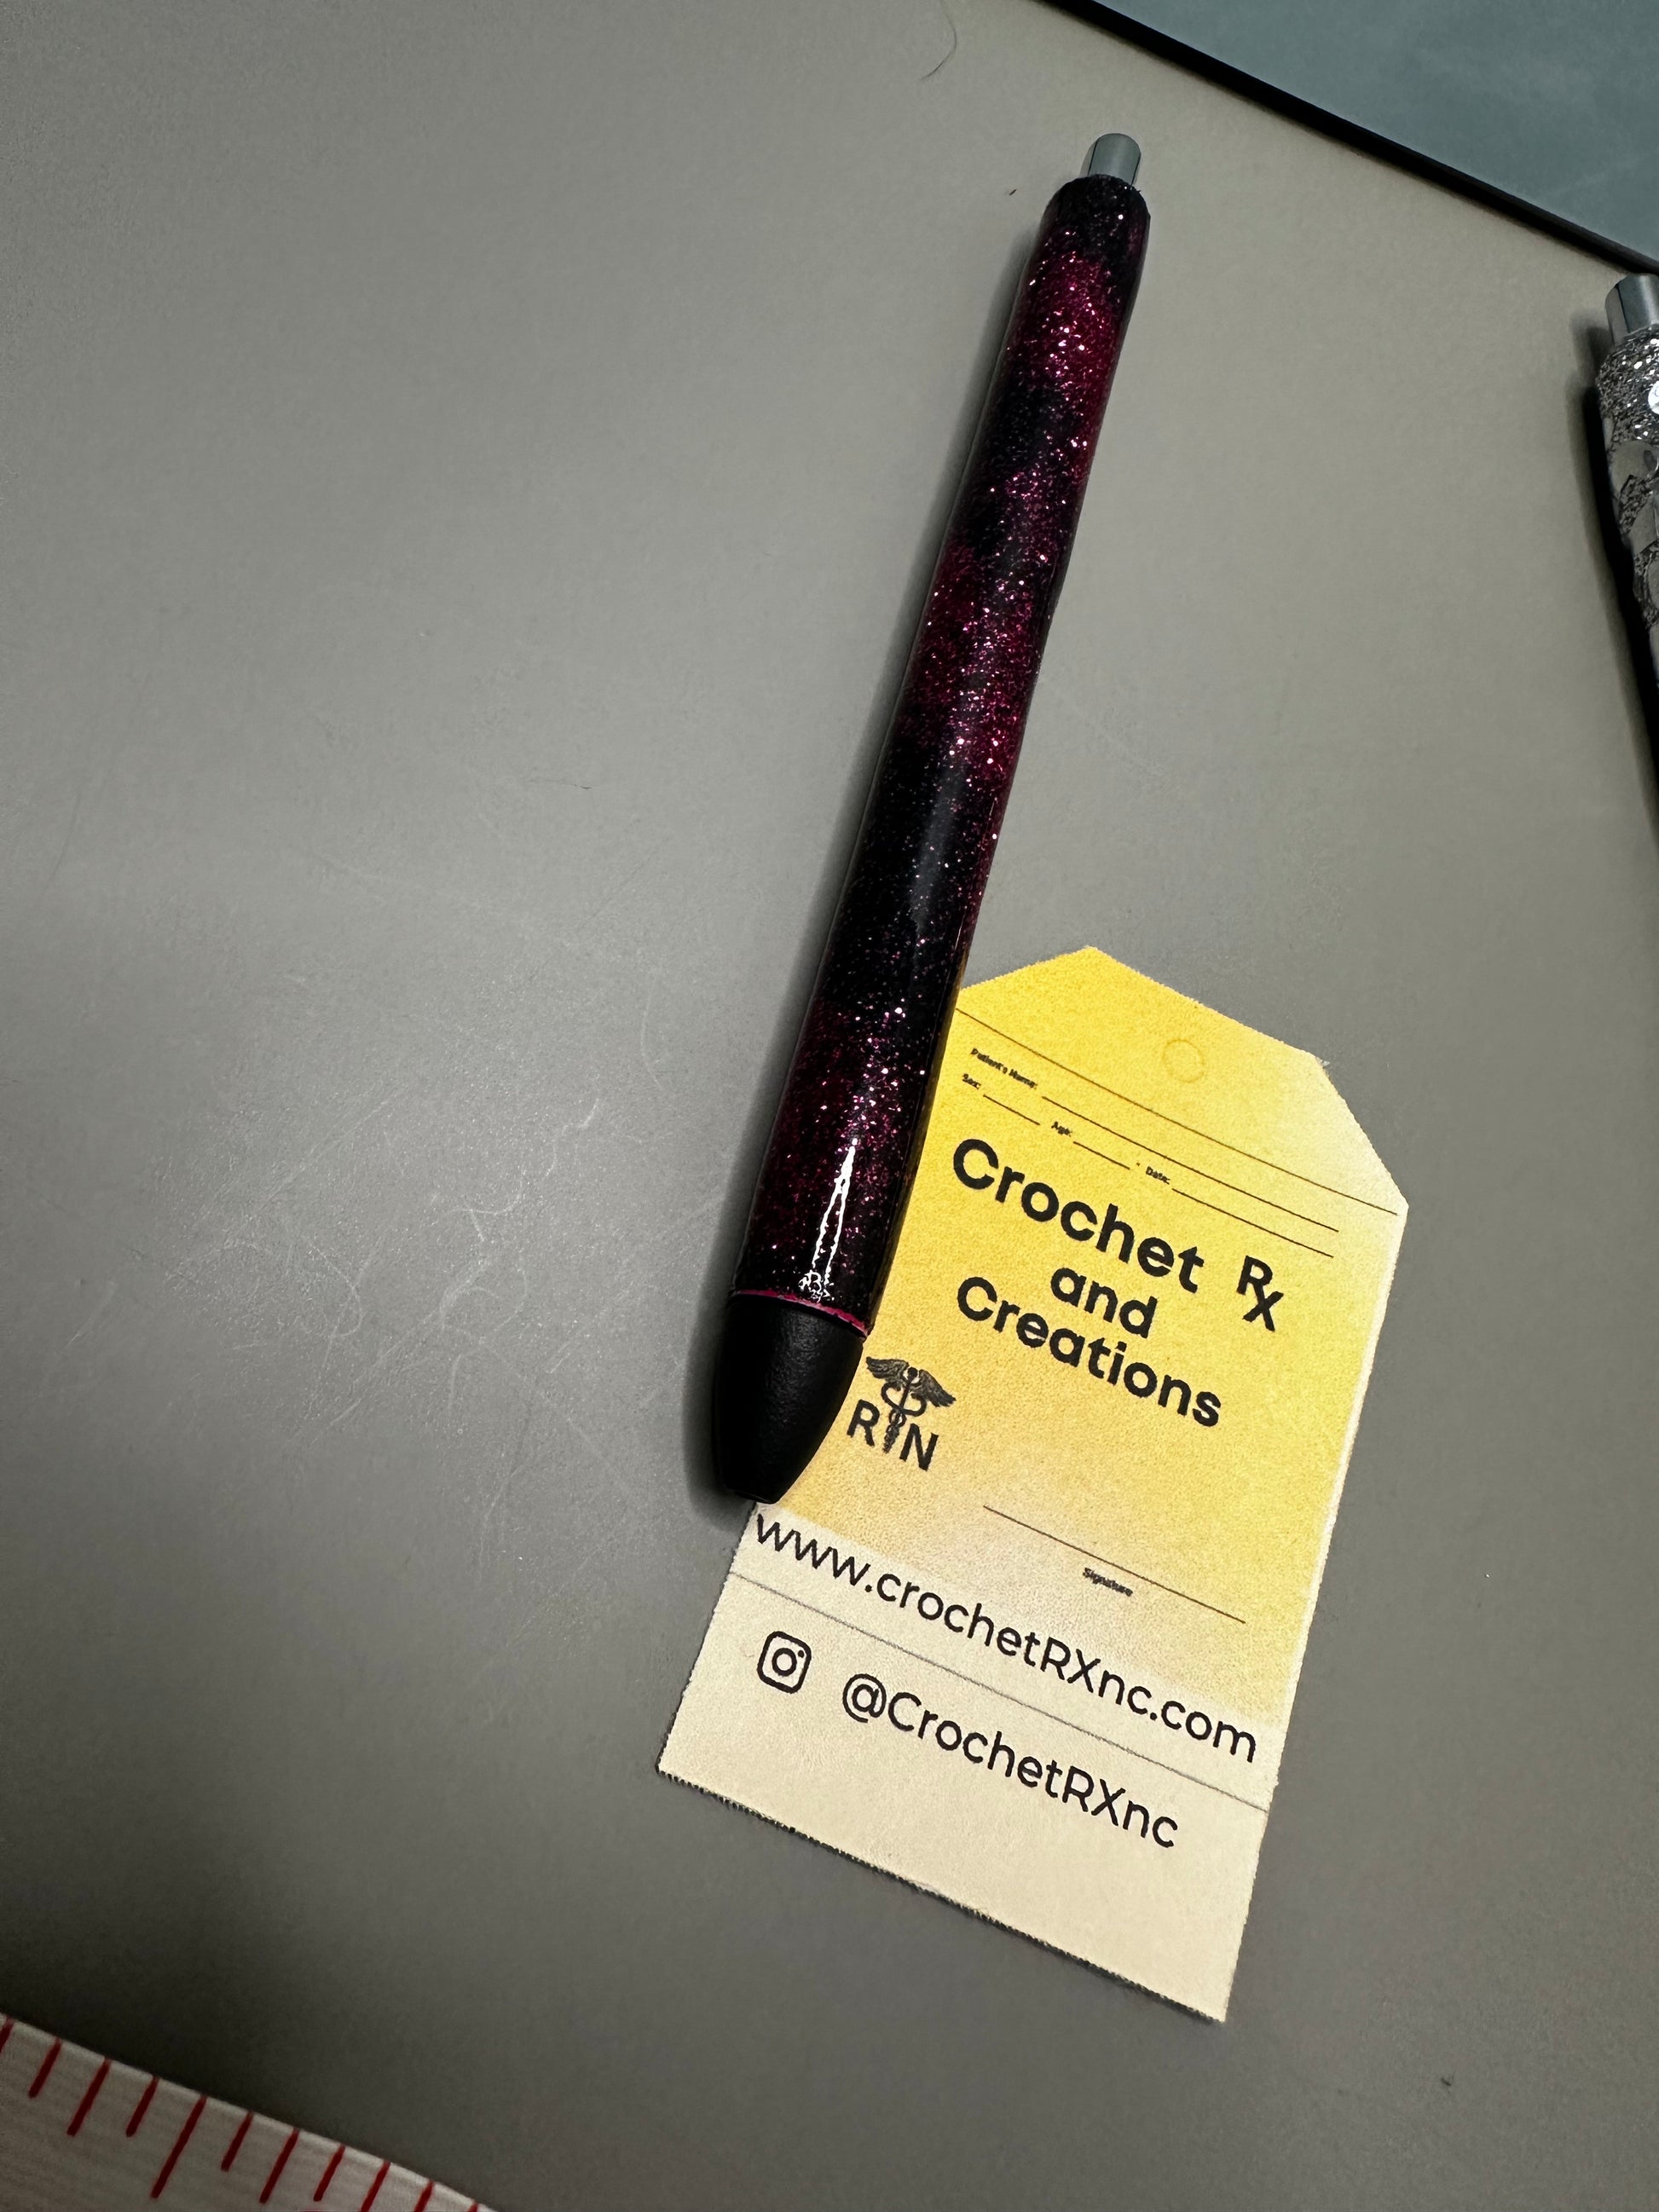 Patient's Name:
Sex: Age: Date:
Crochet Rx
and
Creations
RN
Signature
www.crochetRXnc.com
@CrochetRXnc